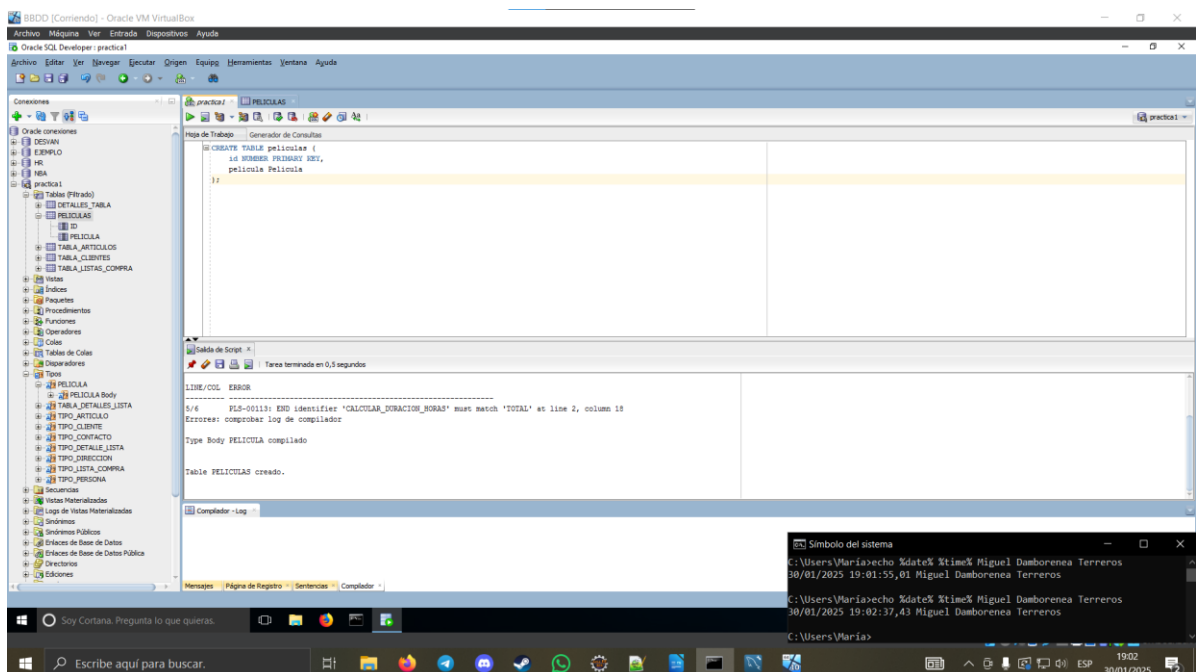 BBDD [Corriendo] - Oracle VM VirtualBox
Archivo Máquina Ver Entrada Dispositivos Ayuda
Oracle SQL Developer : practica1
Archivo Editar Ver Navegar Ejecutar Origen Equipo Herramientas Ventana Ayuda
Conexiones
practica1
PELICULAS
practica1
Hoja de Trabajo Generador de Consultas
Oracle conexiones
DESVAN
EJEMPLO
HR
NBA
practica1
Tablas (Filtrado)
DETALLES_TABLA
PELICULAS
ID
PELICULA
TABLA_ARTICULOS
TABLA_CLIENTES
TABLA_LISTAS_COMPRA
Vistas
Índices
Paquetes
Procedimientos
Funciones
Operadores
Colas
Tablas de Colas
Disparadores
Tipos
PELICULA
PELICULA Body
TABLA_DETALLES_LISTA
TIPO_ARTICULO
TIPO_CLIENTE
TIPO_CONTACTO
TIPO_DETALLE_LISTA
TIPO_DIRECCION
TIPO_LISTA_COMPRA
TIPO_PERSONA
Secuencias
Vistas Materializadas
Logs de Vistas Materializadas
Sinónimos
Sinónimos Públicos
Enlaces de Base de Datos
Enlaces de Base de Datos Pública
Directorios
Ediciones
CREATE TABLE peliculas (
id NUMBER PRIMARY KEY,
pelicula Pelicula
);
Salida de Script
Tarea terminada en 0,5 segundos
LINE/COL ERROR
--------- -------------------------------------------------------------
5/6 PLS-00113: END identifier 'CALCULAR_DURACION_HORAS' must match 'TOTAL' at line 2, column 18
Errores: comprobar log de compilador
Type Body PELICULA compilado
Table PELICULAS creado.
Compilador - Log
Mensajes Página de Registro Sentencias Compilador
Símbolo del sistema
C:\Users\María>echo %date% %time% Miguel Damborenea Terreros
30/01/2025 19:01:55,01 Miguel Damborenea Terreros
C:\Users\María>echo %date% %time% Miguel Damborenea Terreros
30/01/2025 19:02:37,43 Miguel Damborenea Terreros
C:\Users\María>
Soy Cortana. Pregunta lo que quieras.
Escribe aquí para buscar.
ESP
19:02
30/01/2025